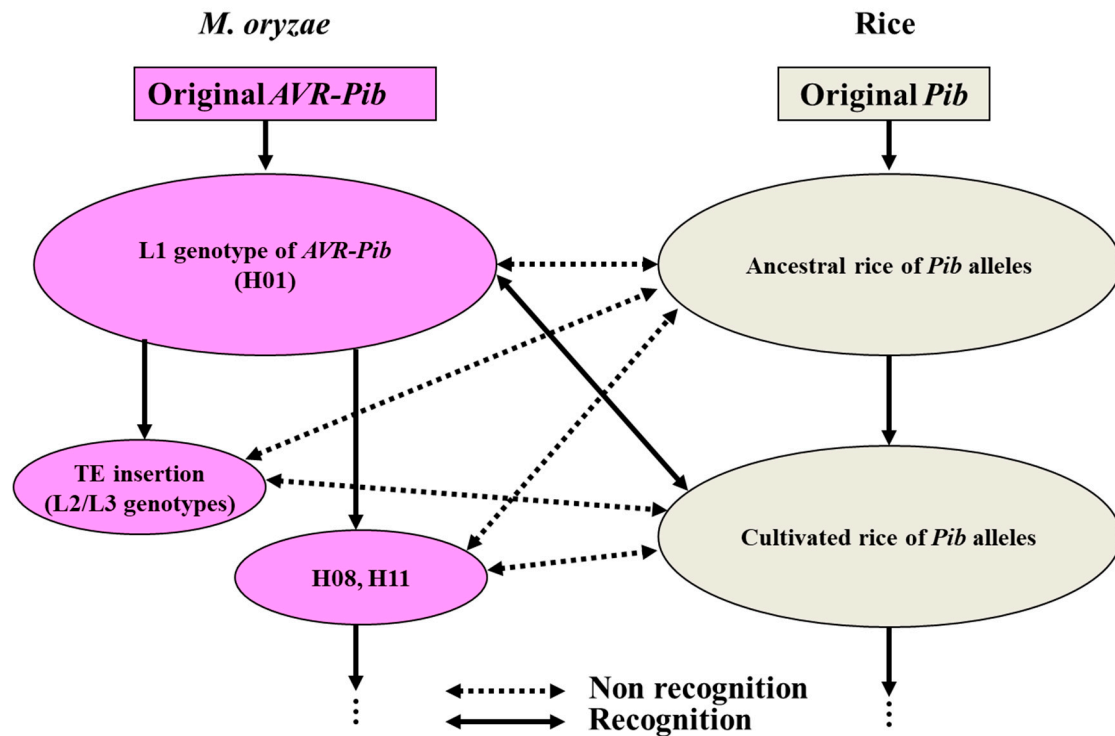 M. oryzae
Rice
Original AVR-Pib
Original Pib
L1 genotype of AVR-Pib
(H01)
Ancestral rice of Pib alleles
TE insertion
(L2/L3 genotypes)
Cultivated rice of Pib alleles
H08, H11
Non recognition
Recognition